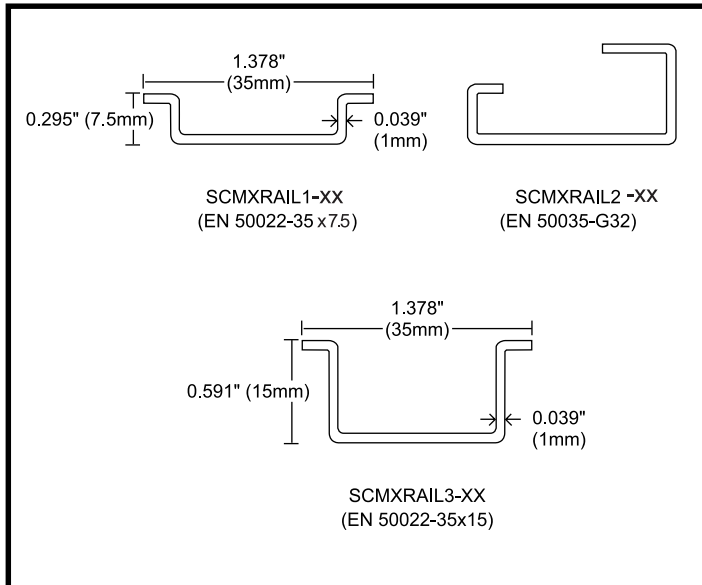 1.378"
(35mm)
0.295" (7.5mm)
0.039"
(1mm)
SCMXRAIL1-XX
(EN 50022-35 x7.5)
SCMXRAIL2 -XX
(EN 50035-G32)
1.378"
(35mm)
0.591" (15mm)
0.039"
(1mm)
SCMXRAIL3-XX
(EN 50022-35x15)